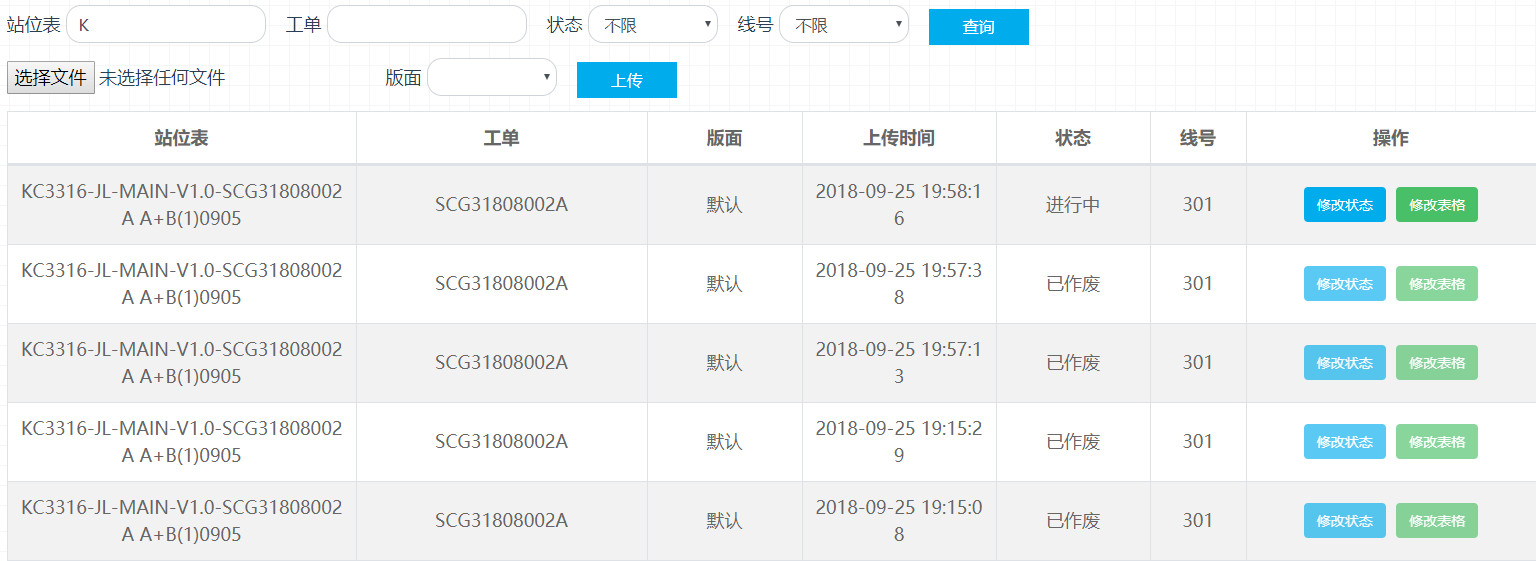 站位表 K 工单 状态 不限 线号 不限 查询
选择文件 未选择任何文件 版面 上传
站位表 工单 版面 上传时间 状态 线号 操作
KC3316-JL-MAIN-V1.0-SCG31808002
A A+B(1)0905
SCG31808002A
默认
2018-09-25 19:58:1
6
进行中
301
修改状态 修改表格
KC3316-JL-MAIN-V1.0-SCG31808002
A A+B(1)0905
SCG31808002A
默认
2018-09-25 19:57:3
8
已作废
301
修改状态 修改表格
KC3316-JL-MAIN-V1.0-SCG31808002
A A+B(1)0905
SCG31808002A
默认
2018-09-25 19:57:1
3
已作废
301
修改状态 修改表格
KC3316-JL-MAIN-V1.0-SCG31808002
A A+B(1)0905
SCG31808002A
默认
2018-09-25 19:15:2
9
已作废
301
修改状态 修改表格
KC3316-JL-MAIN-V1.0-SCG31808002
A A+B(1)0905
SCG31808002A
默认
2018-09-25 19:15:0
8
已作废
301
修改状态 修改表格